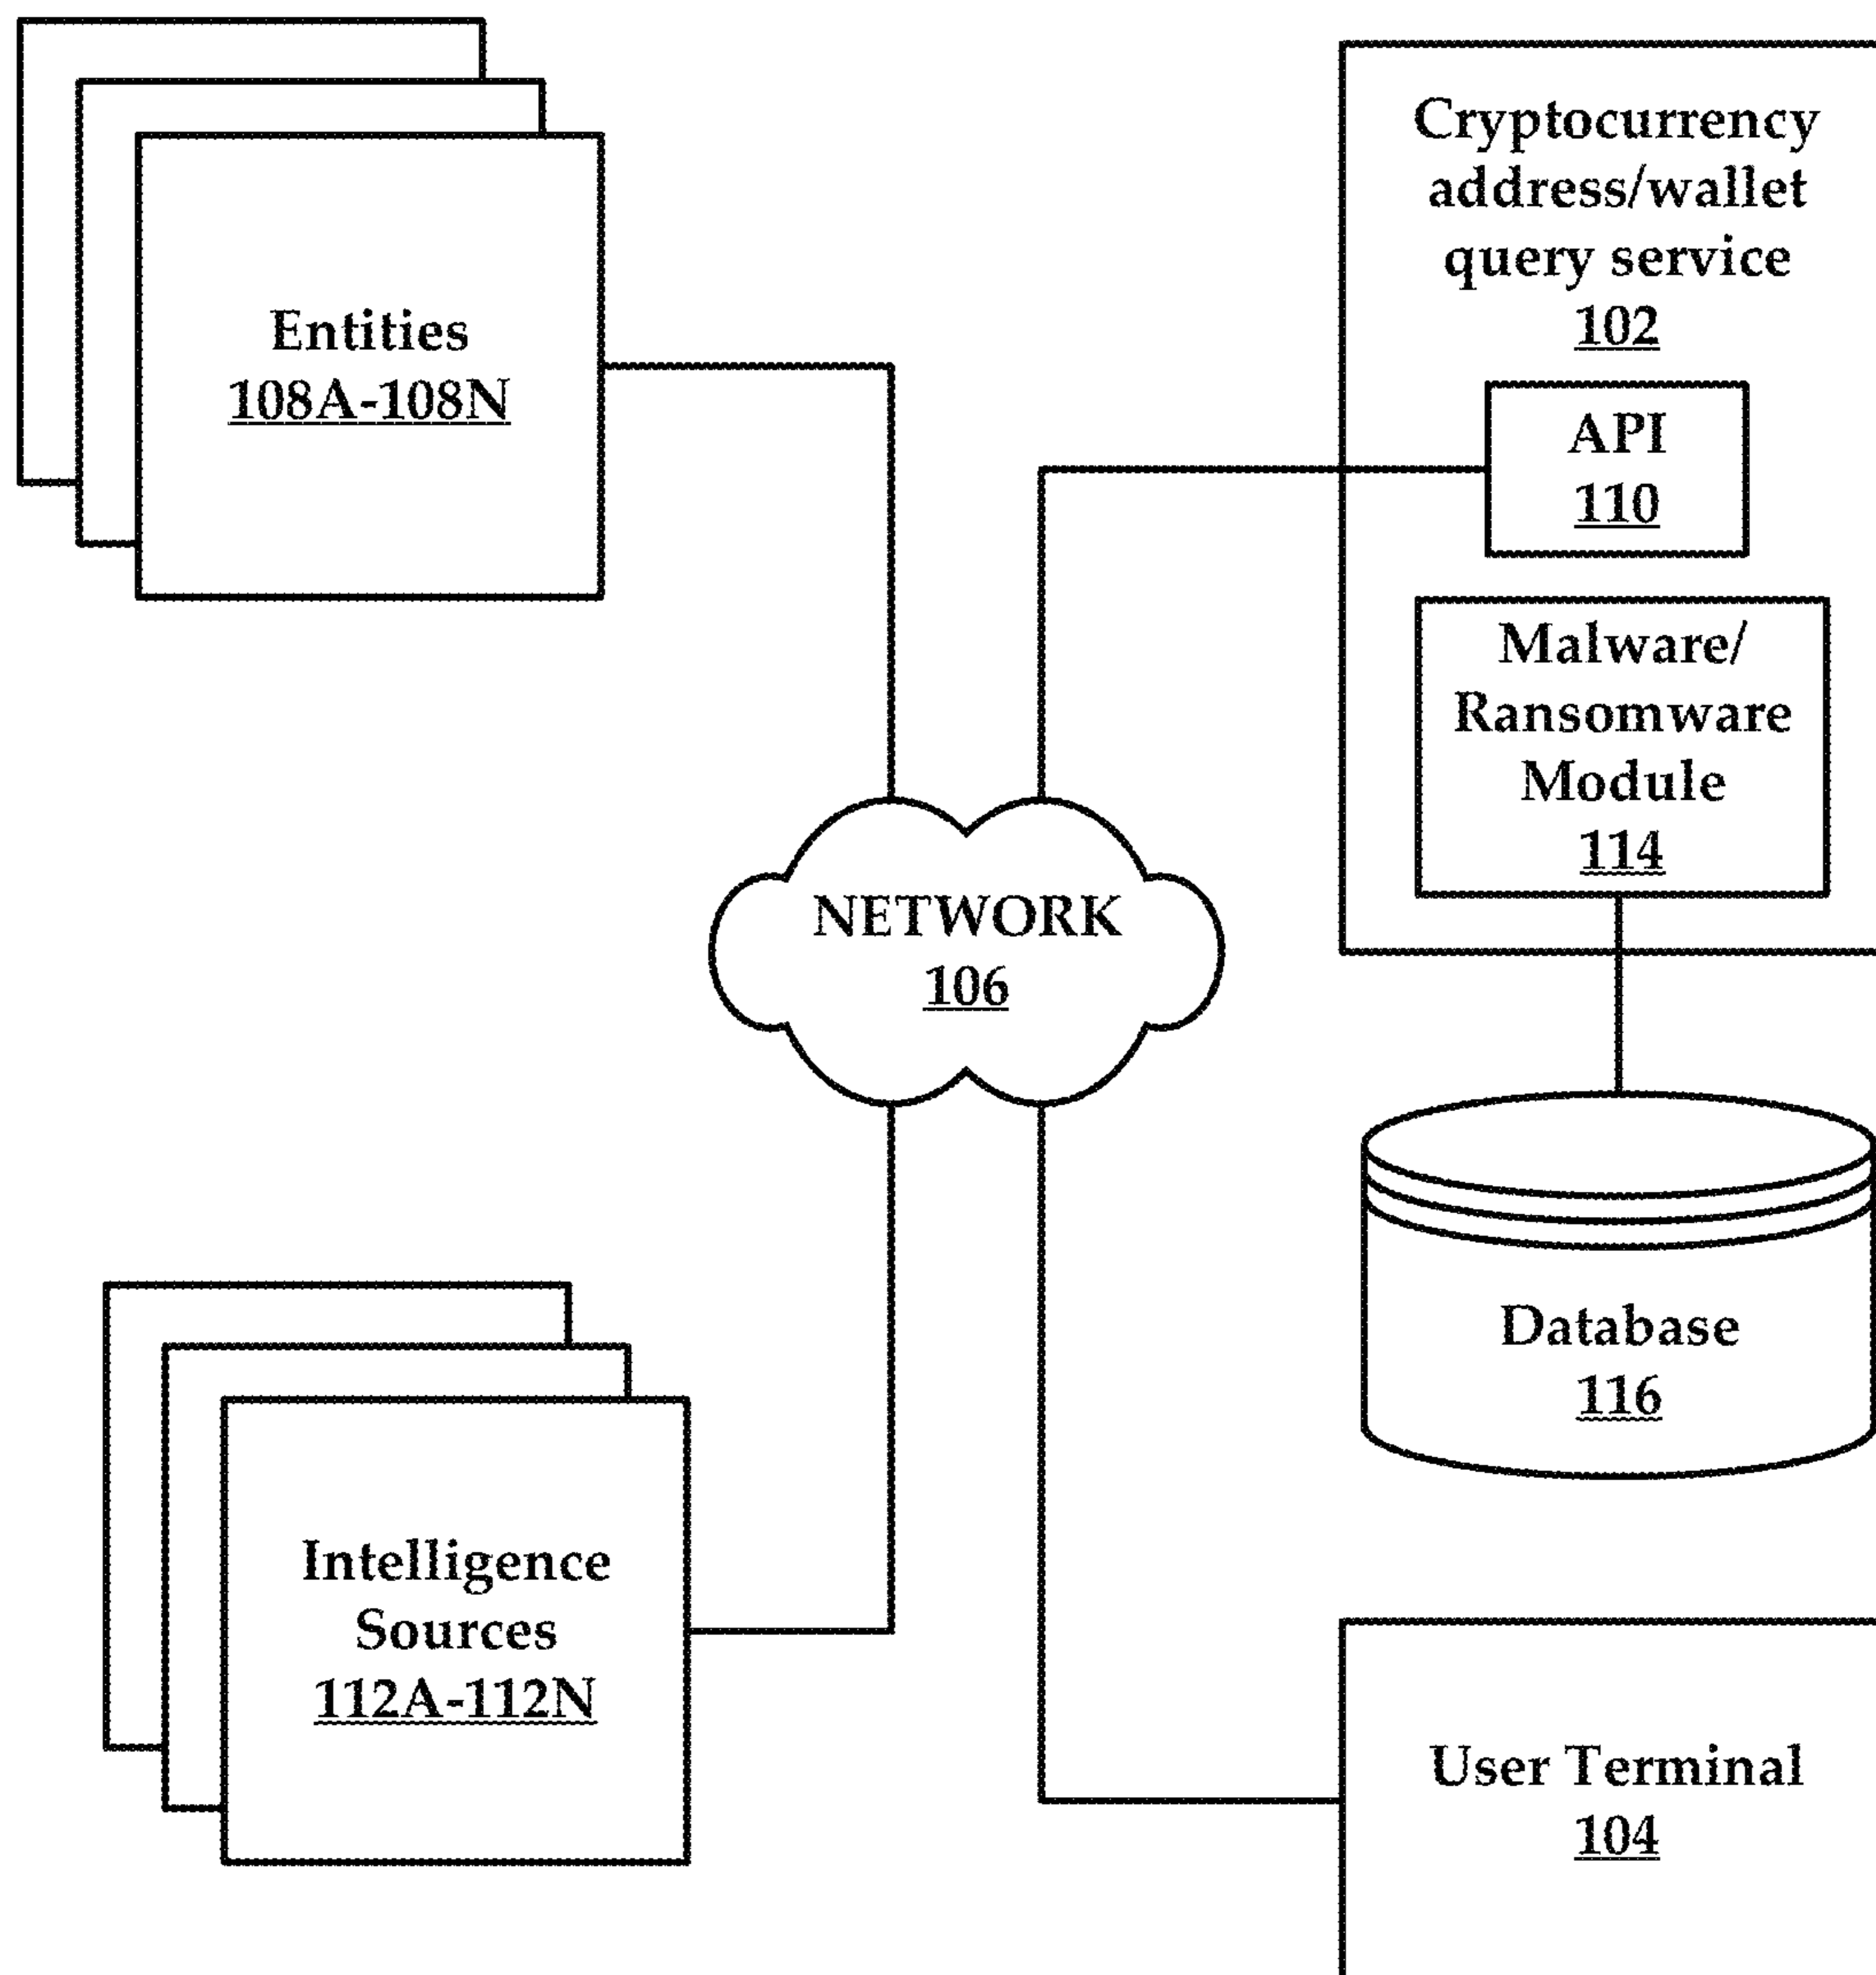 Entities
108A-108N
Cryptocurrency
address/wallet
query service
102
API
110
Malware/
Ransomware
Module
114
NETWORK
106
Database
116
Intelligence
Sources
112A-112N
User Terminal
104